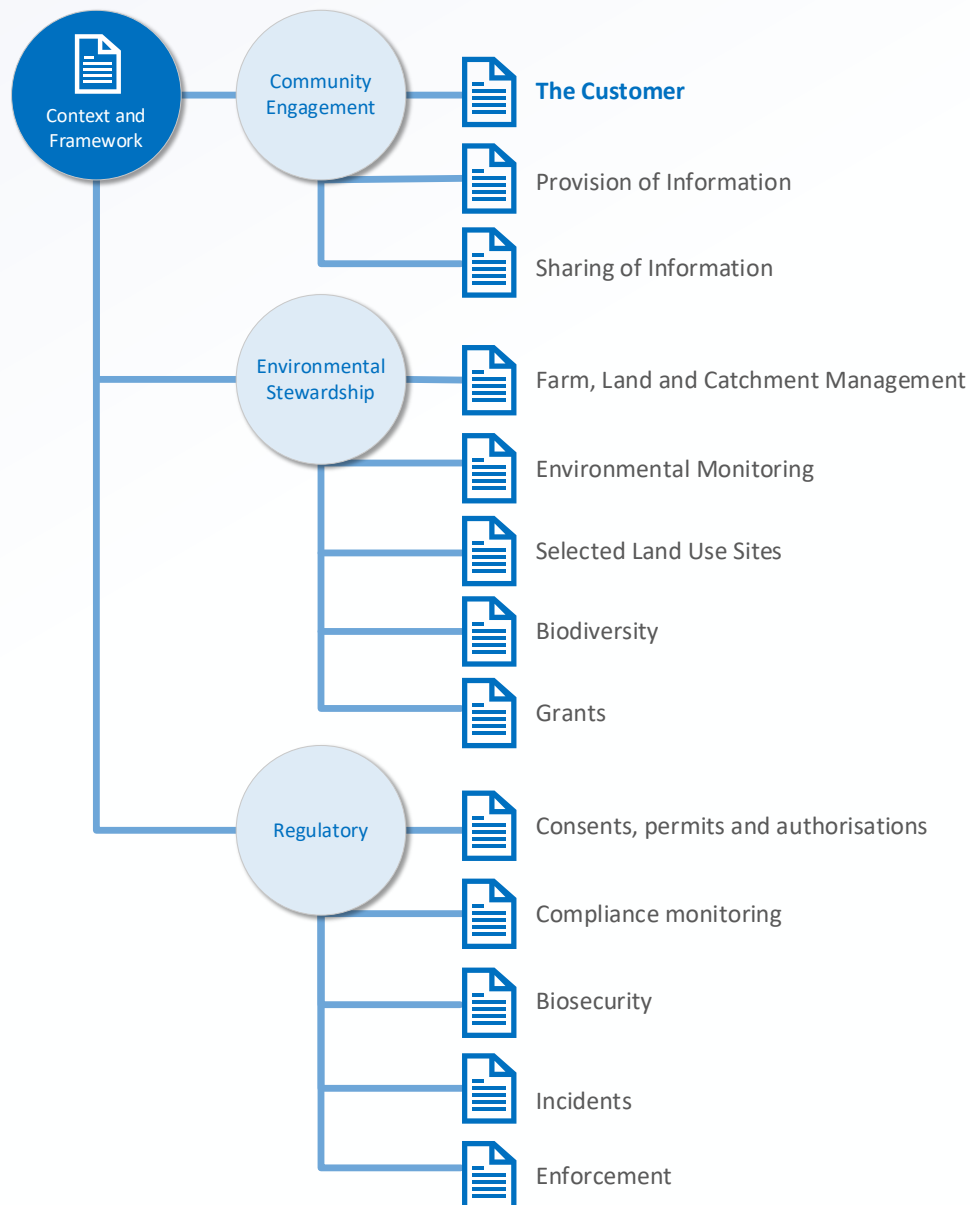 Context and
Framework
Community
Engagement
The Customer
Provision of Information
Sharing of Information
Environmental
Stewardship
Farm, Land and Catchment Management
Environmental Monitoring
Selected Land Use Sites
Biodiversity
Grants
Regulatory
Consents, permits and authorisations
Compliance monitoring
Biosecurity
Incidents
Enforcement